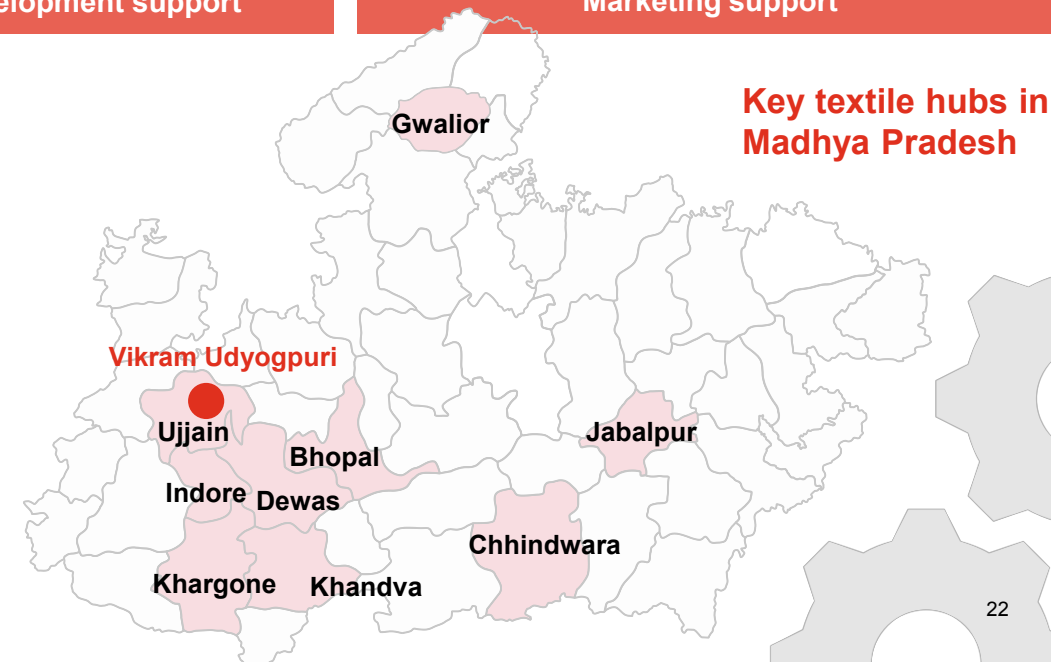 elopment support
Marketing support
Key textile hubs in
Madhya Pradesh
Gwalior
Vikram Udyogpuri
Ujjain
Bhopal
Jabalpur
Indore
Dewas
Chhindwara
Khargone
Khandva
22